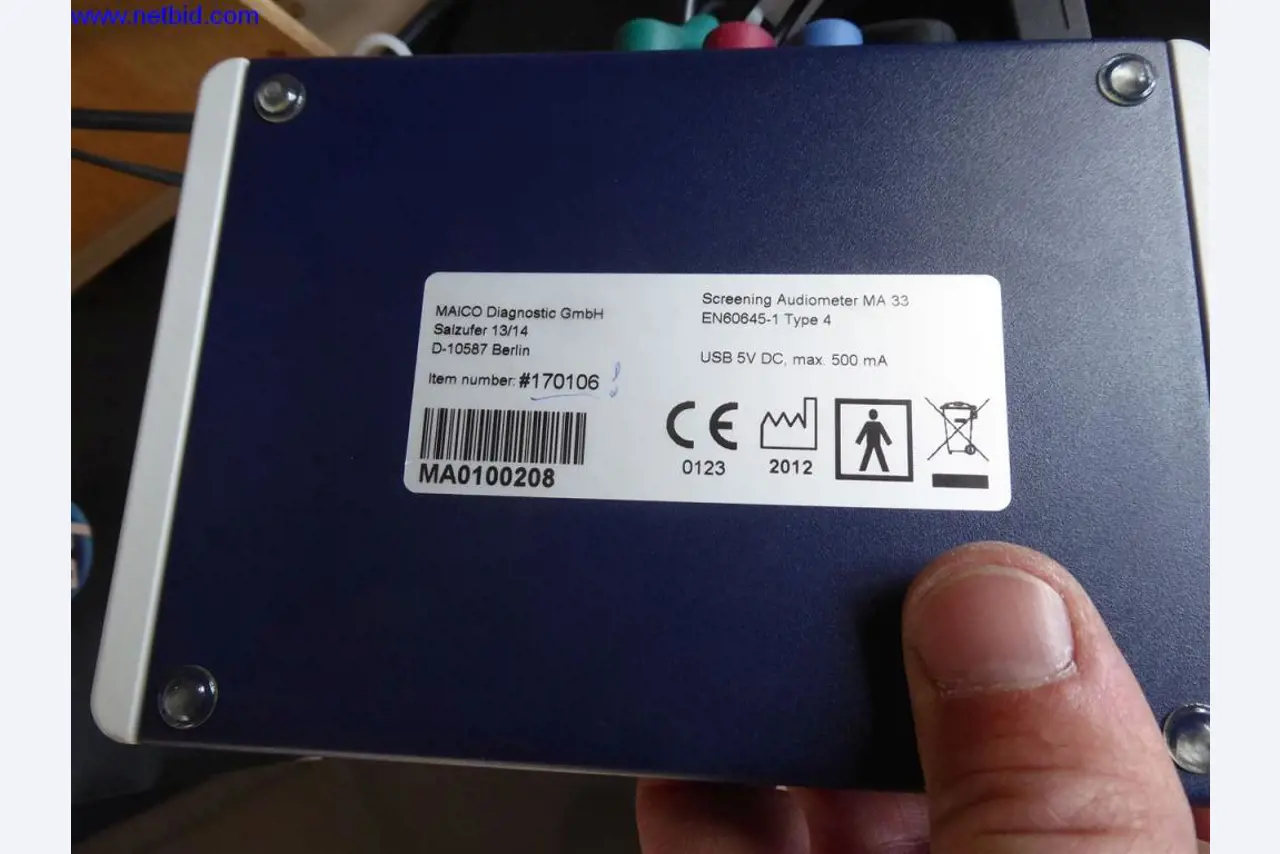 www.netbid.com
MAICO Diagnostic GmbH
Salzufer 13/14
D-10587 Berlin
Item number: #170106 !
MA0100208
Screening Audiometer MA 33
EN60645-1 Type 4
USB 5V DC, max. 500 mA
CE
0123
2012